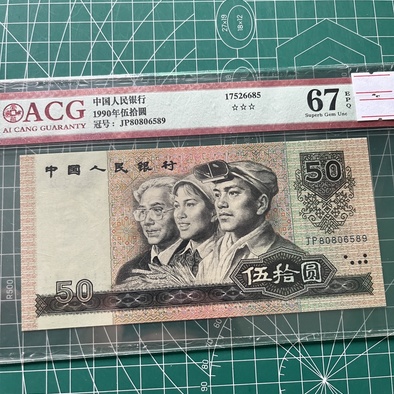 ACG
AI CANG GUARANTY
中国人民银行
1990年伍拾圆
冠号: JP80806589
17526685
☆☆☆
67 EPQ
Superb Gem Unc
中国人民银行
50
JP80806589
伍拾圆
50